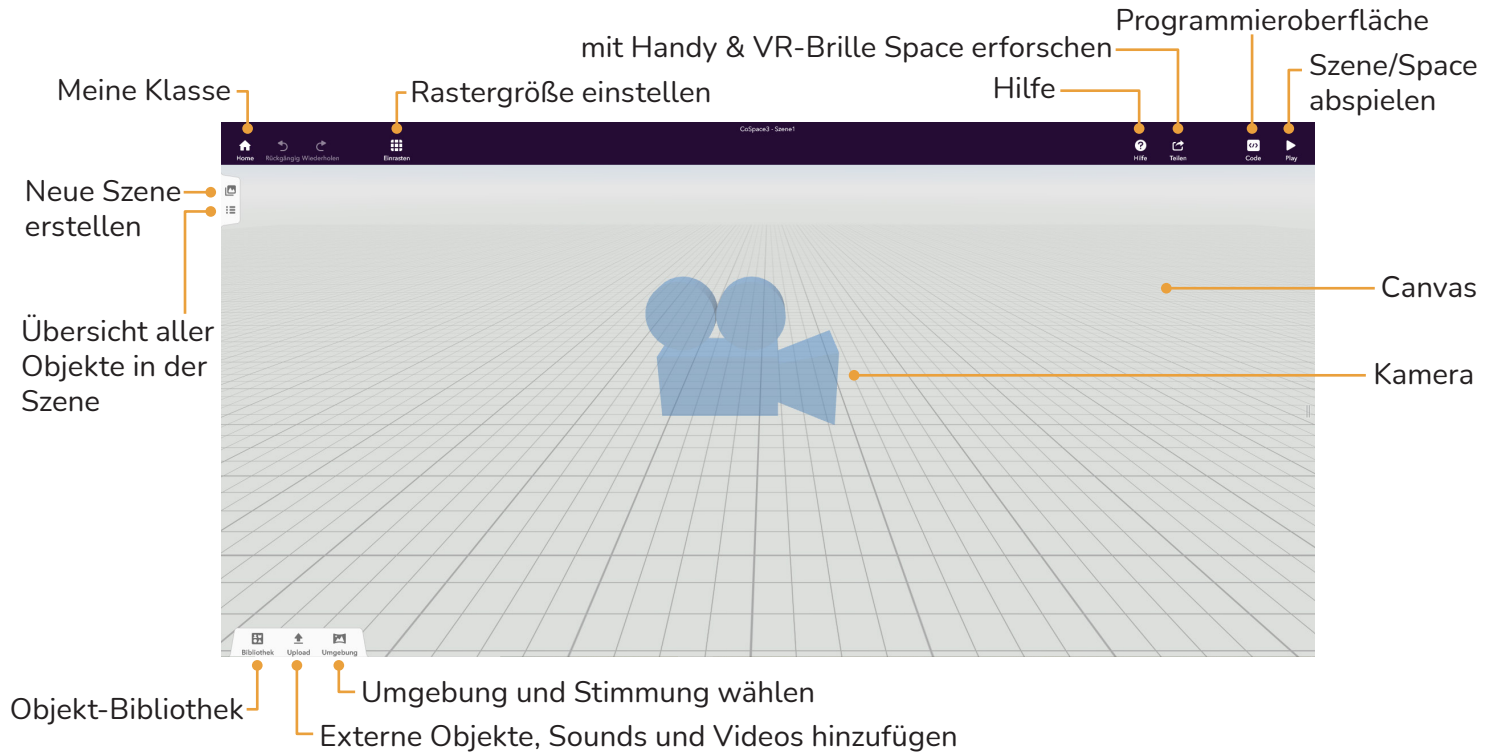 Programmieroberfläche
mit Handy & VR-Brille Space erforschen
Szene/Space
abspielen
Meine Klasse
Rastergröße einstellen
Hilfe
CoSpace3 - Szene1
Home
Rückgängig
Wiederholen
Einrasten
Hilfe
Teilen
Code
Play
Neue Szene
erstellen
Übersicht aller
Objekte in der
Szene
Canvas
Kamera
Bibliothek
Upload
Umgebung
Umgebung und Stimmung wählen
Objekt-Bibliothek
Externe Objekte, Sounds und Videos hinzufügen